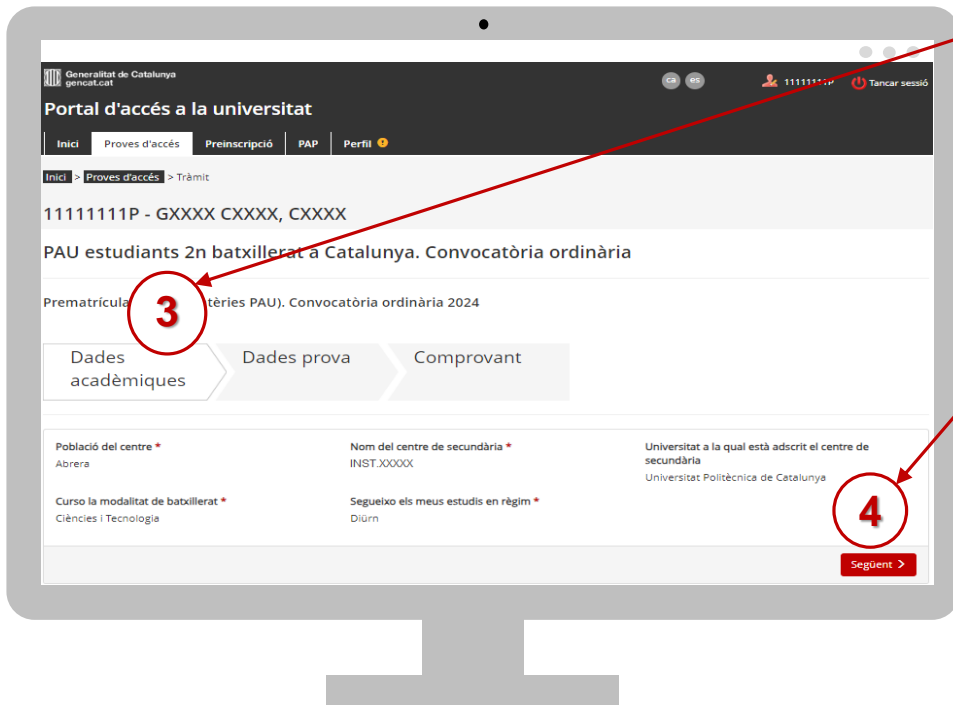 Generalitat de Catalunya
gencat.cat
ca es 11111111P Tancar sessió
Portal d'accés a la universitat
Inici Proves d'accés Preinscripció PAP Perfil
Inici > Proves d'accés > Tràmit
11111111P - GXXXX CXXXX, CXXXX
PAU estudiants 2n batxillerat a Catalunya. Convocatòria ordinària
Prematrícula tèries PAU). Convocatòria ordinària 2024
3
Dades
acadèmiques
Dades prova
Comprovant
Població del centre *
Abrera
Nom del centre de secundària *
INST.XXXXX
Universitat a la qual està adscrit el centre de
secundària
Universitat Politècnica de Catalunya
Curso la modalitat de batxillerat *
Ciències i Tecnologia
Segueixo els meus estudis en règim *
Diürn
4
Següent >